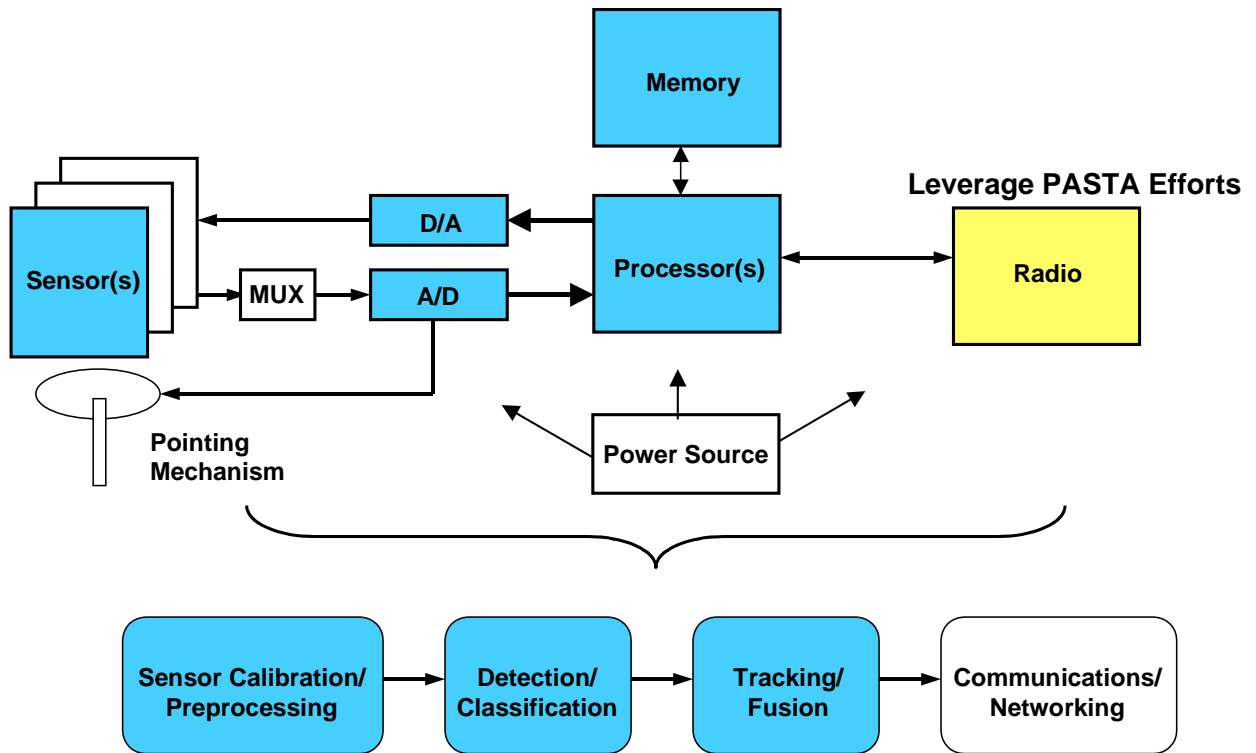 Memory
Leverage PASTA Efforts
D/A
Sensor(s)
MUX
A/D
Processor(s)
Radio
Pointing
Mechanism
Power Source
Sensor Calibration/
Preprocessing
Detection/
Classification
Tracking/
Fusion
Communications/
Networking